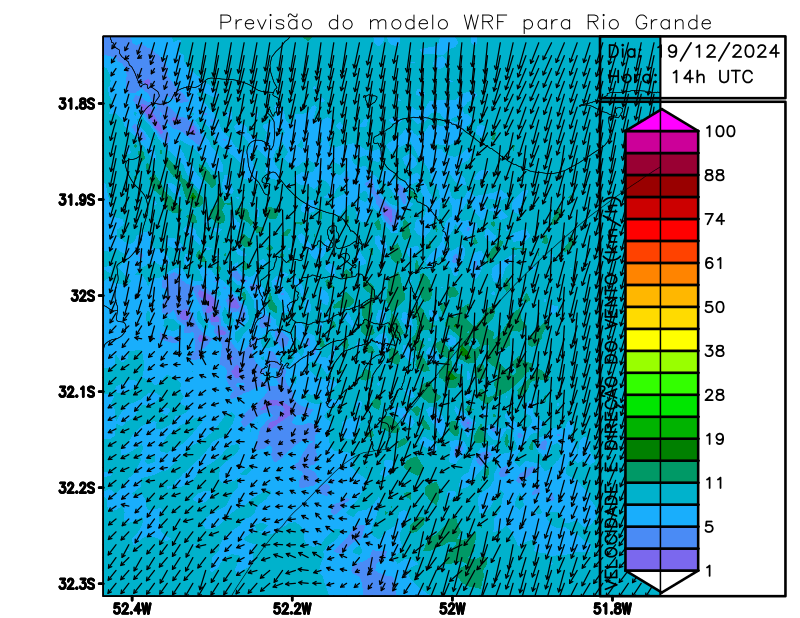 Previsão do modelo WRF para Rio Grande
Dia: 19/12/2024
Hora: 14h UTC
VELOCIDADE E DIREÇÃO DO VENTO (km/h)
100
88
74
61
50
38
28
19
11
5
1
31.8S
31.9S
32S
32.1S
32.2S
32.3S
52.4W
52.2W
52W
51.8W